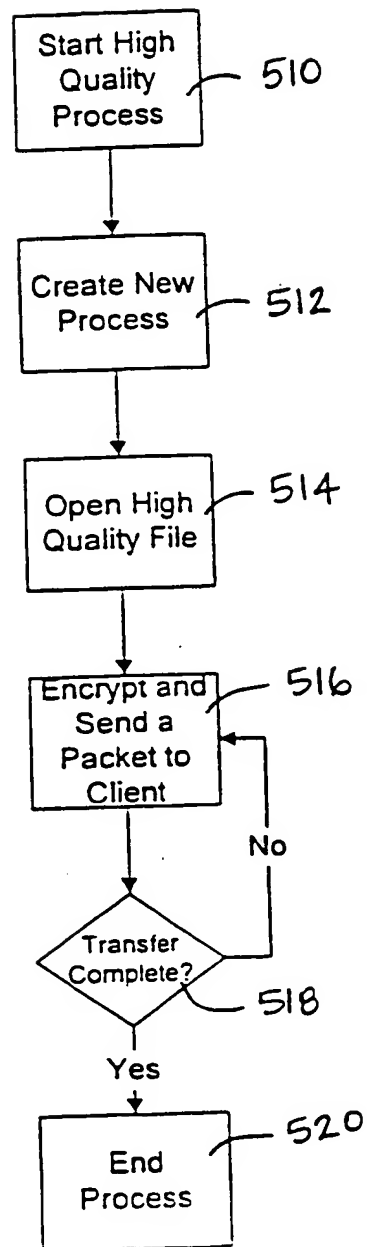 Start High
Quality
Process
510
Create New
Process
512
Open High
Quality File
514
Encrypt and
Send a
Packet to
Client
516
No
Transfer
Complete?
518
Yes
End
Process
520